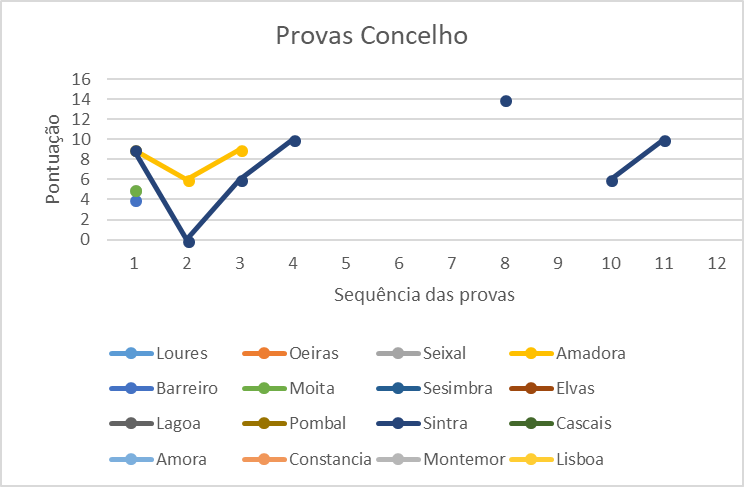 Provas Concelho
16
14
12
10
8
6
4
2
0
Pontuação
1 2 3 4 5 6 7 8 9 10 11 12
Sequência das provas
Loures Oeiras Seixal Amadora
Barreiro Moita Sesimbra Elvas
Lagoa Pombal Sintra Cascais
Amora Constancia Montemor Lisboa